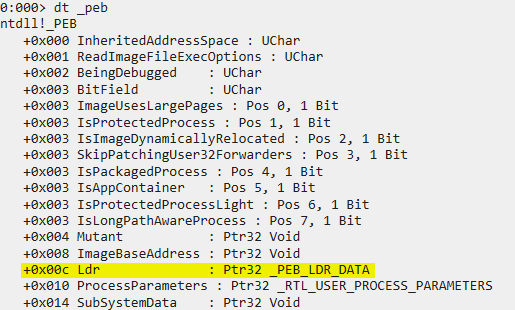 0:000> dt _peb
ntdll!_PEB
+0x000 InheritedAddressSpace : UChar
+0x001 ReadImageFileExecOptions : UChar
+0x002 BeingDebugged : UChar
+0x003 BitField : UChar
+0x003 ImageUsesLargePages : Pos 0, 1 Bit
+0x003 IsProtectedProcess : Pos 1, 1 Bit
+0x003 IsImageDynamicallyRelocated : Pos 2, 1 Bit
+0x003 SkipPatchingUser32Forwarders : Pos 3, 1 Bit
+0x003 IsPackagedProcess : Pos 4, 1 Bit
+0x003 IsAppContainer : Pos 5, 1 Bit
+0x003 IsProtectedProcessLight : Pos 6, 1 Bit
+0x003 IsLongPathAwareProcess : Pos 7, 1 Bit
+0x004 Mutant : Ptr32 Void
+0x008 ImageBaseAddress : Ptr32 Void
+0x00c Ldr : Ptr32 _PEB_LDR_DATA
+0x010 ProcessParameters : Ptr32 _RTL_USER_PROCESS_PARAMETERS
+0x014 SubSystemData : Ptr32 Void